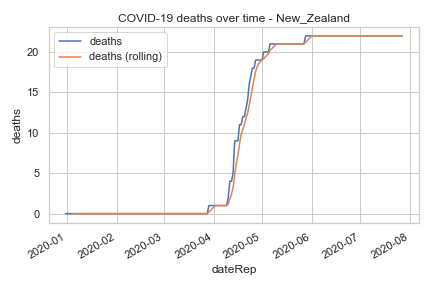 COVID-19 deaths over time - New_Zealand
deaths
deaths (rolling)
20
15
10
5
0
deaths
2020-01
2020-02
2020-03
2020-04
2020-05
2020-06
2020-07
2020-08
dateRep